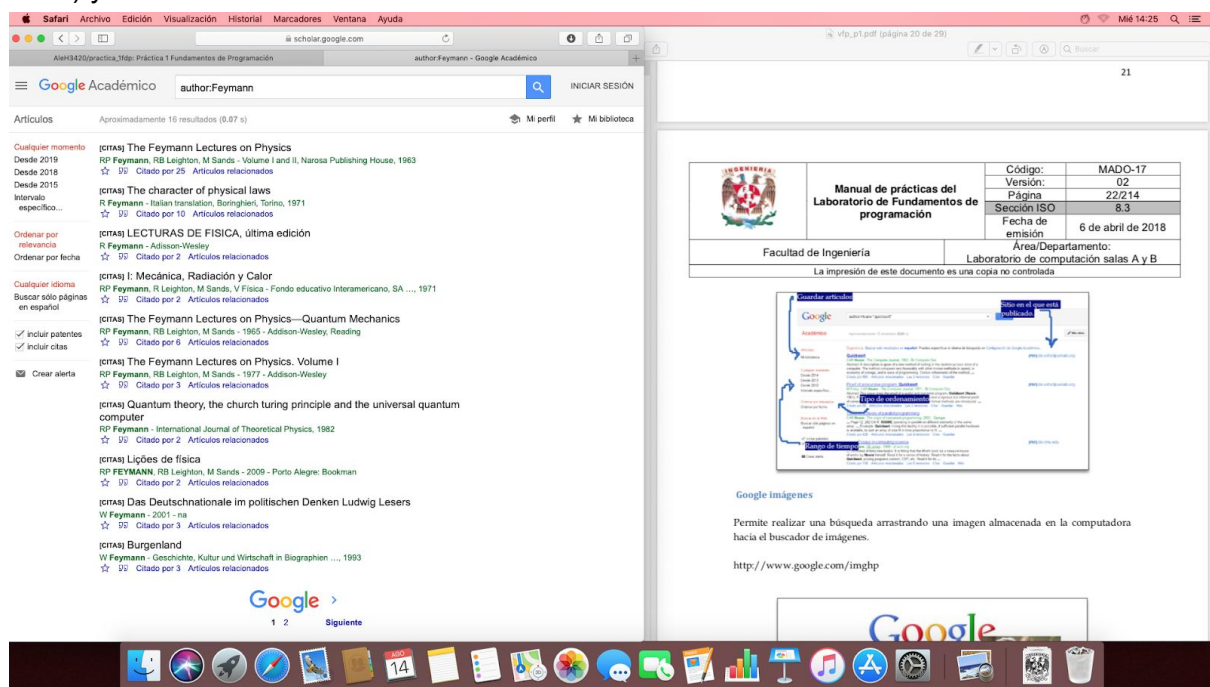 Safari Archivo Edición Visualización Historial Marcadores Ventana Ayuda
Mié 14:25
scholar.google.com
AleH3420/practica_1fdp: Práctica 1 Fundamentos de Programación
author:Feymann - Google Académico
Google Académico
author:Feymann
INICIAR SESIÓN
Artículos
Aproximadamente 16 resultados (0.07 s)
Mi perfil
Mi biblioteca
Cualquier momento
Desde 2019
Desde 2018
Desde 2015
Intervalo
específico...
Ordenar por
relevancia
Ordenar por fecha
Cualquier idioma
Buscar sólo páginas
en español
incluir patentes
incluir citas
Crear alerta
[CITAS] The Feymann Lectures on Physics
RP Feymann, RB Leighton, M Sands - Volume I and II, Narosa Publishing House, 1963
Citado por 25 Artículos relacionados
[CITAS] The character of physical laws
R Feymann - Italian translation, Boringhieri, Torino, 1971
Citado por 10 Artículos relacionados
[CITAS] LECTURAS DE FISICA, última edición
R Feymann - Adisson-Wesley
Citado por 2 Artículos relacionados
[CITAS] I: Mecánica, Radiación y Calor
RP Feymann, R Leighton, M Sands, V Física - Fondo educativo Interamericano, SA ..., 1971
Citado por 2 Artículos relacionados
[CITAS] The Feymann Lectures on Physics—Quantum Mechanics
RP Feymann, RB Leighton, M Sands - 1965 - Addison-Wesley, Reading
Citado por 6 Artículos relacionados
[CITAS] The Feymann Lectures on Physics. Volume I
RP Feymann, RB Leighton, M Sands - 1977 - Addison-Wesley
Citado por 3 Artículos relacionados
[CITAS] Quantum theory, the church turing principle and the universal quantum
computer
RP Feymann - International Journal of Theoretical Physics, 1982
Citado por 2 Artículos relacionados
[CITAS] Lições de física
RP FEYMANN, RB Leighton, M Sands - 2009 - Porto Alegre: Bookman
Citado por 2 Artículos relacionados
[CITAS] Das Deutschnationale im politischen Denken Ludwig Lesers
W Feymann - 2001 - na
Citado por 3 Artículos relacionados
[CITAS] Burgenland
W Feymann - Geschichte, Kultur und Wirtschaft in Biographien ..., 1993
Citado por 3 Artículos relacionados
Google
1 2 Siguiente
vfp_p1.pdf (página 20 de 29)
Buscar
21
INGENIERIA
Manual de prácticas del
Laboratorio de Fundamentos de
programación
Código: MADO-17
Versión: 02
Página 22/214
Sección ISO 8.3
Fecha de
emisión 6 de abril de 2018
Facultad de Ingeniería
Área/Departamento:
Laboratorio de computación salas A y B
La impresión de este documento es una copia no controlada
Guardar artículos
Sitio en el que está
publicado.
Google
Académico
Tipo de ordenamiento
Rango de tiempo
Google imágenes
Permite realizar una búsqueda arrastrando una imagen almacenada en la computadora
hacia el buscador de imágenes.
http://www.google.com/imghp
Google
AGO
14